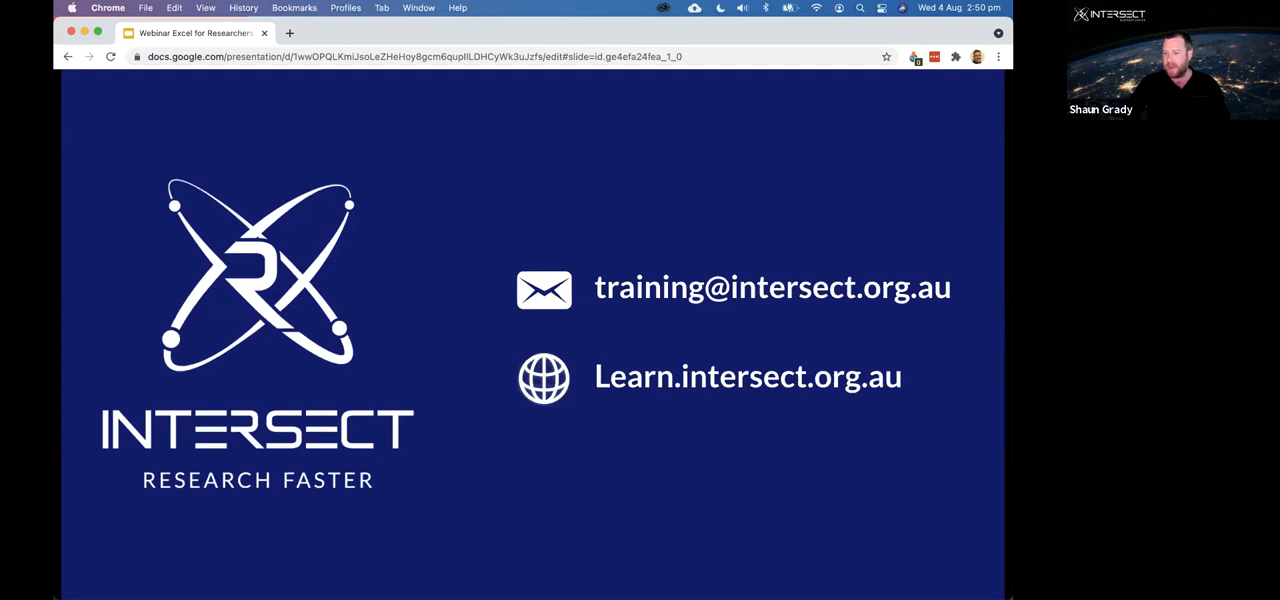 Chrome File Edit View History Bookmarks Profiles Tab Window Help Wed 4 Aug 2:50 pm
Webinar Excel for Researchers
docs.google.com/presentation/d/1wwOPQLKmiJsoLeZHeHoy8gcm6qupIlLDHCyWk3uJzfs/edit#slide=id.ge4efa24fea_1_0
INTERSECT
Shaun Grady
training@intersect.org.au
Learn.intersect.org.au
INTERSECT
RESEARCH FASTER